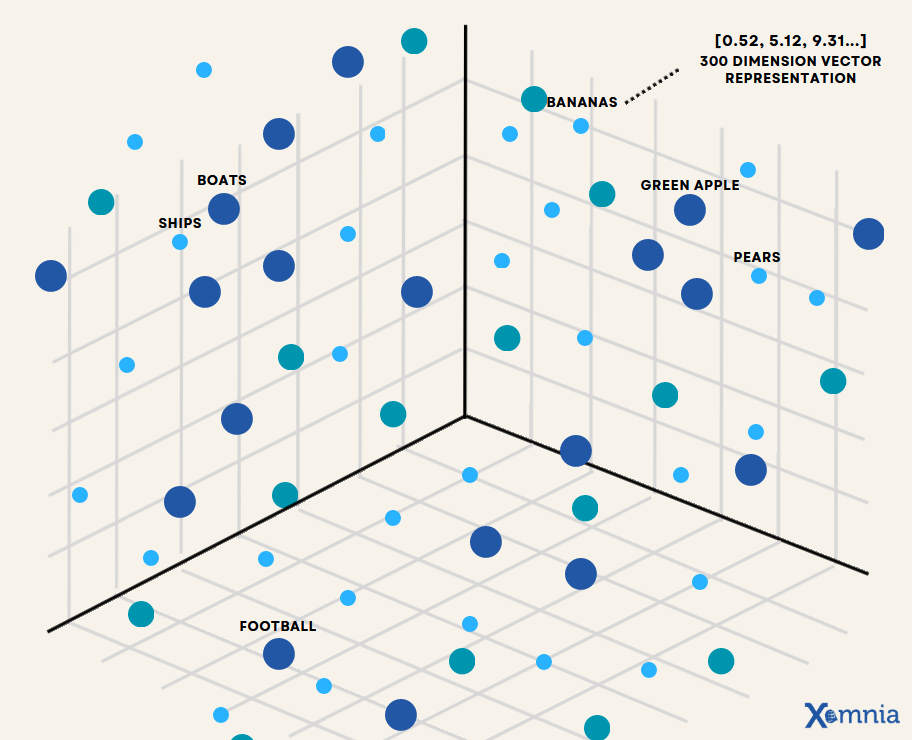 [0.52, 5.12, 9.31...]
300 DIMENSION VECTOR
REPRESENTATION
BANANAS
BOATS
GREEN APPLE
SHIPS
PEARS
FOOTBALL
Xomnia